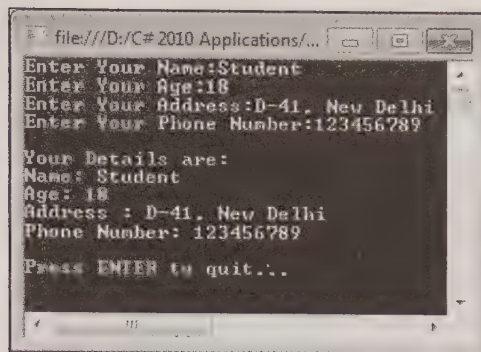 file:///D:/C# 2010 Applications/...
Enter Your Name:Student
Enter Your Age:18
Enter Your Address:D-41, New Delhi
Enter Your Phone Number:123456789
Your Details are:
Name: Student
Age: 18
Address : D-41, New Delhi
Phone Number: 123456789
Press ENTER to quit...